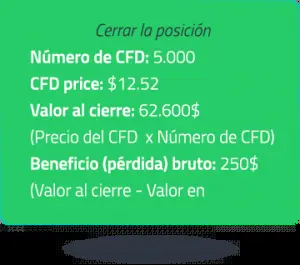 Cerrar la posición
Número de CFD: 5.000
CFD price: $12.52
Valor al cierre: 62.600$
(Precio del CFD x Número de CFD)
Beneficio (pérdida) bruto: 250$
(Valor al cierre - Valor en